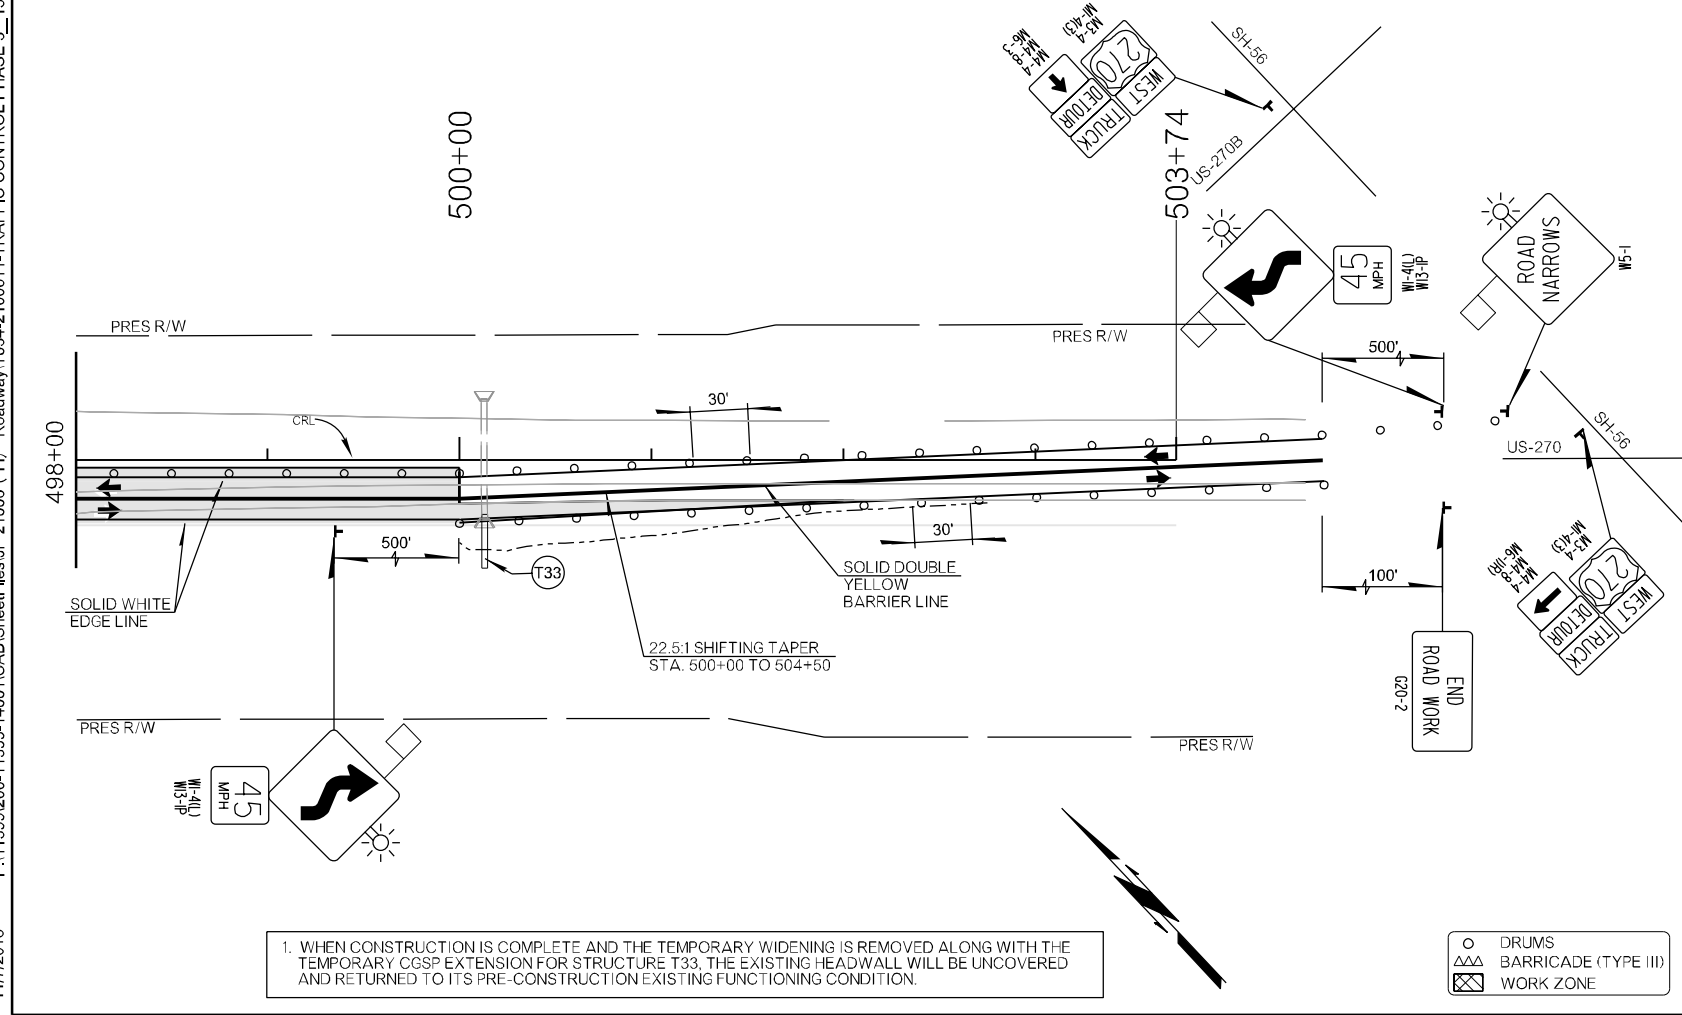 M4-4
M4-8
M6-3
M3-4
M1-4(3)
270
WEST
DETOUR
TRUCK
SH-56
US-270B
500+00
503+74
498+00
PRES R/W
PRES R/W
CRL
30'
45
MPH
W1-4(L)
W13-1P
ROAD
NARROWS
W5-1
500'
SH-56
US-270
500'
T33
30'
100'
SOLID WHITE
EDGE LINE
SOLID DOUBLE
YELLOW
BARRIER LINE
22.5:1 SHIFTING TAPER
STA. 500+00 TO 504+50
PRES R/W
PRES R/W
45
MPH
W1-4(L)
W13-1P
END
ROAD WORK
G20-2
M3-4
M1-4(3)
M4-4
M4-8
M6-1(R)
270
WEST
DETOUR
TRUCK
1. WHEN CONSTRUCTION IS COMPLETE AND THE TEMPORARY WIDENING IS REMOVED ALONG WITH THE
TEMPORARY CGSP EXTENSION FOR STRUCTURE T33, THE EXISTING HEADWALL WILL BE UNCOVERED
AND RETURNED TO ITS PRE-CONSTRUCTION EXISTING FUNCTIONING CONDITION.
DRUMS
BARRICADE (TYPE III)
WORK ZONE